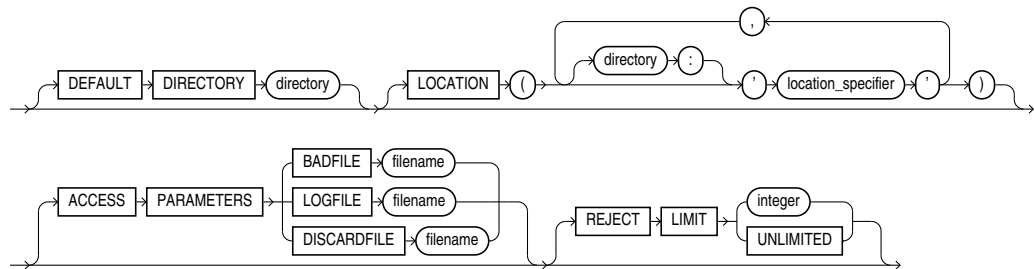 ,
directory :
DEFAULT DIRECTORY directory LOCATION ( ' location_specifier ' )
BADFILE filename
ACCESS PARAMETERS LOGFILE filename
DISCARDFILE filename
integer
REJECT LIMIT
UNLIMITED